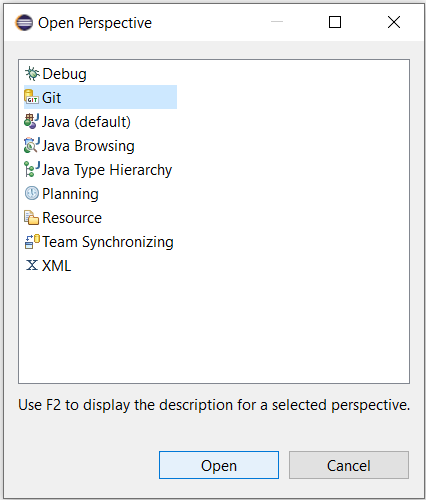 Open Perspective
Debug
GIT Git
Java (default)
Java Browsing
Java Type Hierarchy
Planning
Resource
Team Synchronizing
XML
Use F2 to display the description for a selected perspective.
Open Cancel